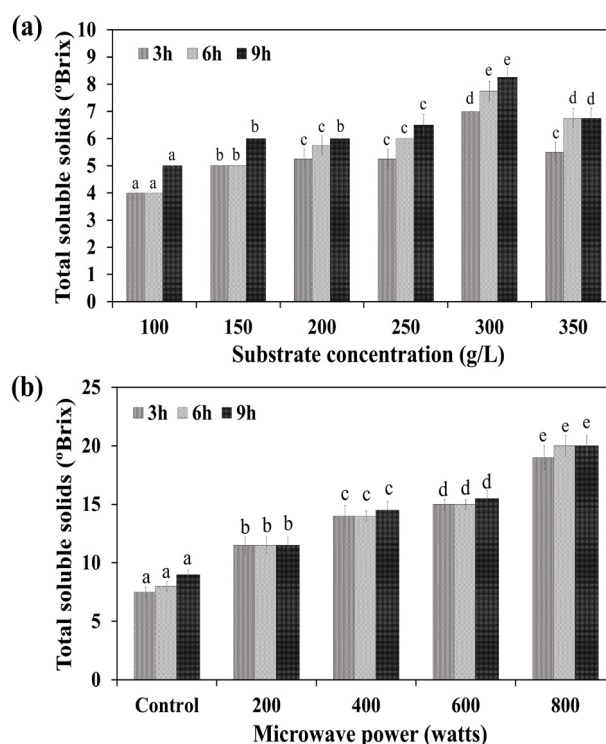 (a)
10
9
8
7
6
5
4
3
2
1
0
Total soluble solids (ºBrix)
3h 6h 9h
a a a b b b c c b c c c d e e c d d
100 150 200 250 300 350
Substrate concentration (g/L)
(b)
25
20
15
10
5
0
Total soluble solids (ºBrix)
3h 6h 9h
a a a b b b c c c d d d e e e
Control 200 400 600 800
Microwave power (watts)